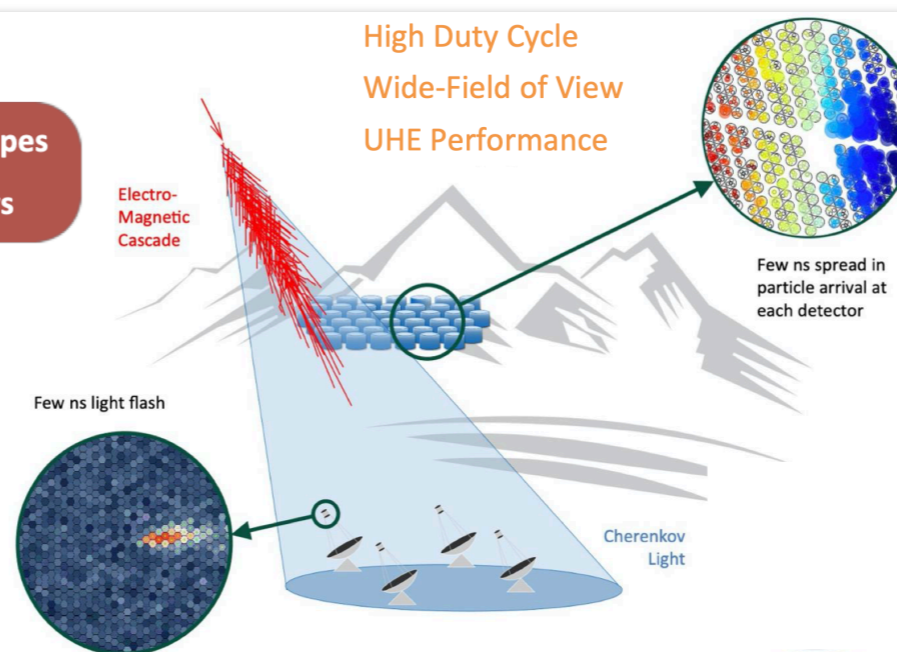 High Duty Cycle
Wide-Field of View
UHE Performance
pes
s
Electro-
Magnetic
Cascade
Few ns spread in
particle arrival at
each detector
Few ns light flash
Cherenkov
Light